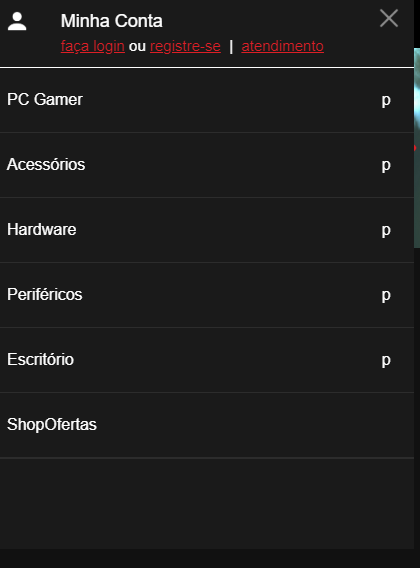 Minha Conta
faça login ou registre-se | atendimento
PC Gamer p
Acessórios p
Hardware p
Periféricos p
Escritório p
ShopOfertas